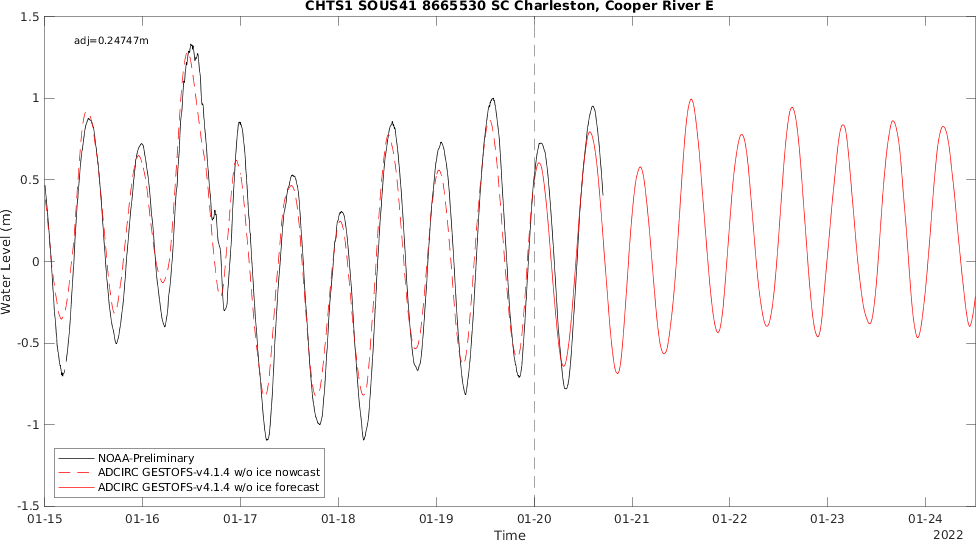 CHTS1 SOUS41 8665530 SC Charleston, Cooper River E
adj=0.24747m
1.5
1
0.5
0
-0.5
-1
-1.5
Water Level (m)
NOAA-Preliminary
ADCIRC GESTOFS-v4.1.4 w/o ice nowcast
ADCIRC GESTOFS-v4.1.4 w/o ice forecast
01-15 01-16 01-17 01-18 01-19 01-20 01-21 01-22 01-23 01-24
Time
2022